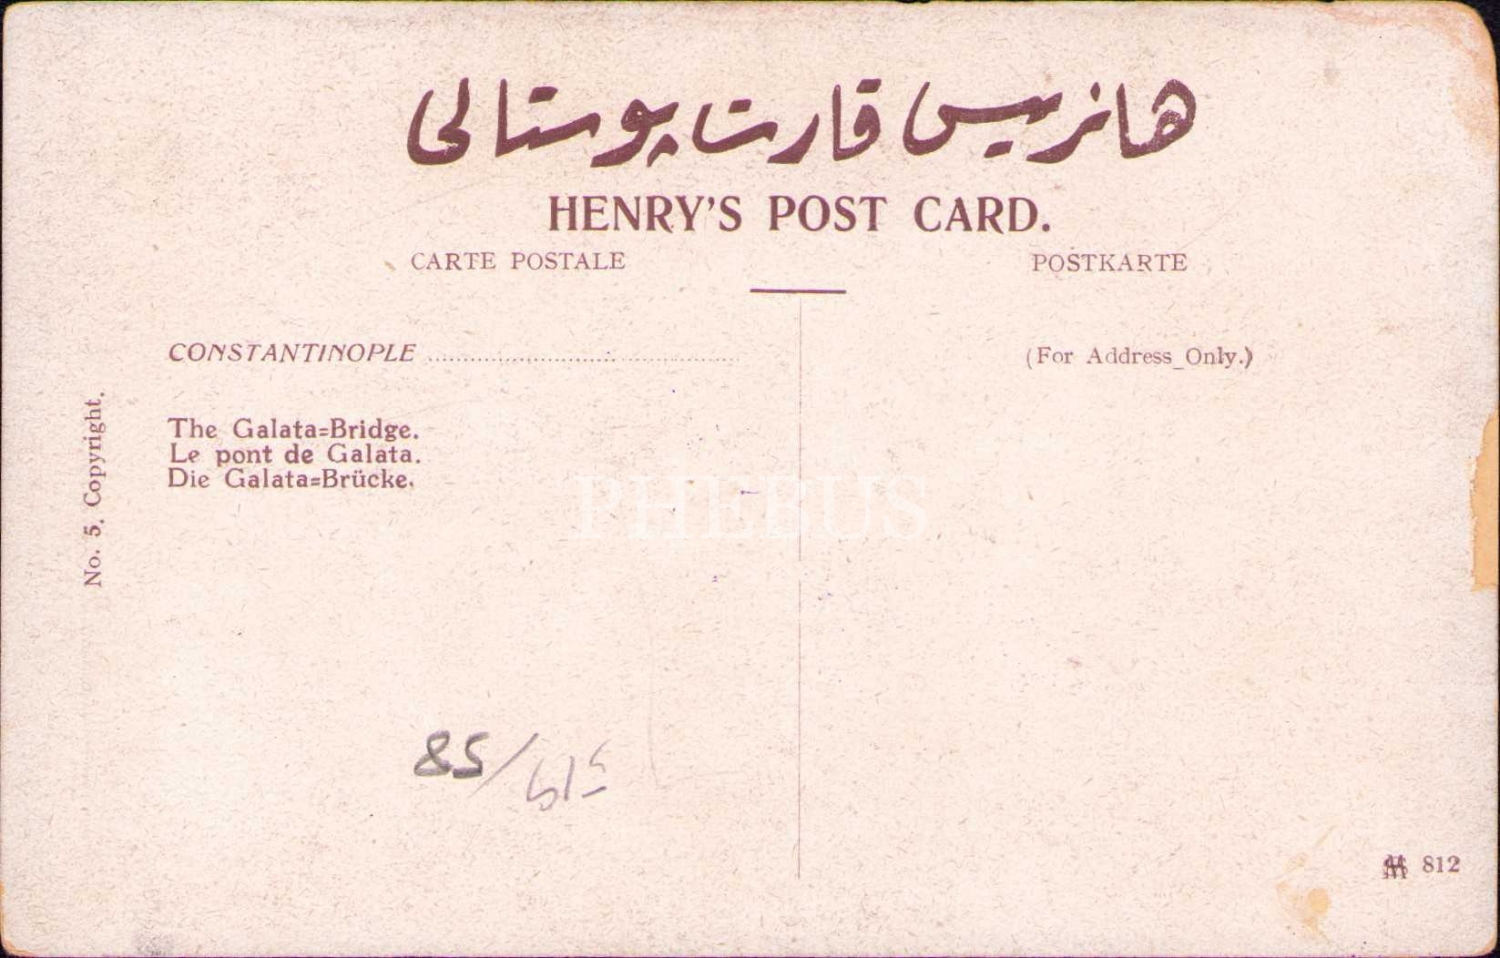 هانریس قارت پوستالی
HENRY'S POST CARD.
CARTE POSTALE
POSTKARTE
CONSTANTINOPLE
(For Address Only.)
The Galata=Bridge.
Le pont de Galata.
Die Galata=Brücke.
No. 5. Copyright.
PHEBUS
85/
812